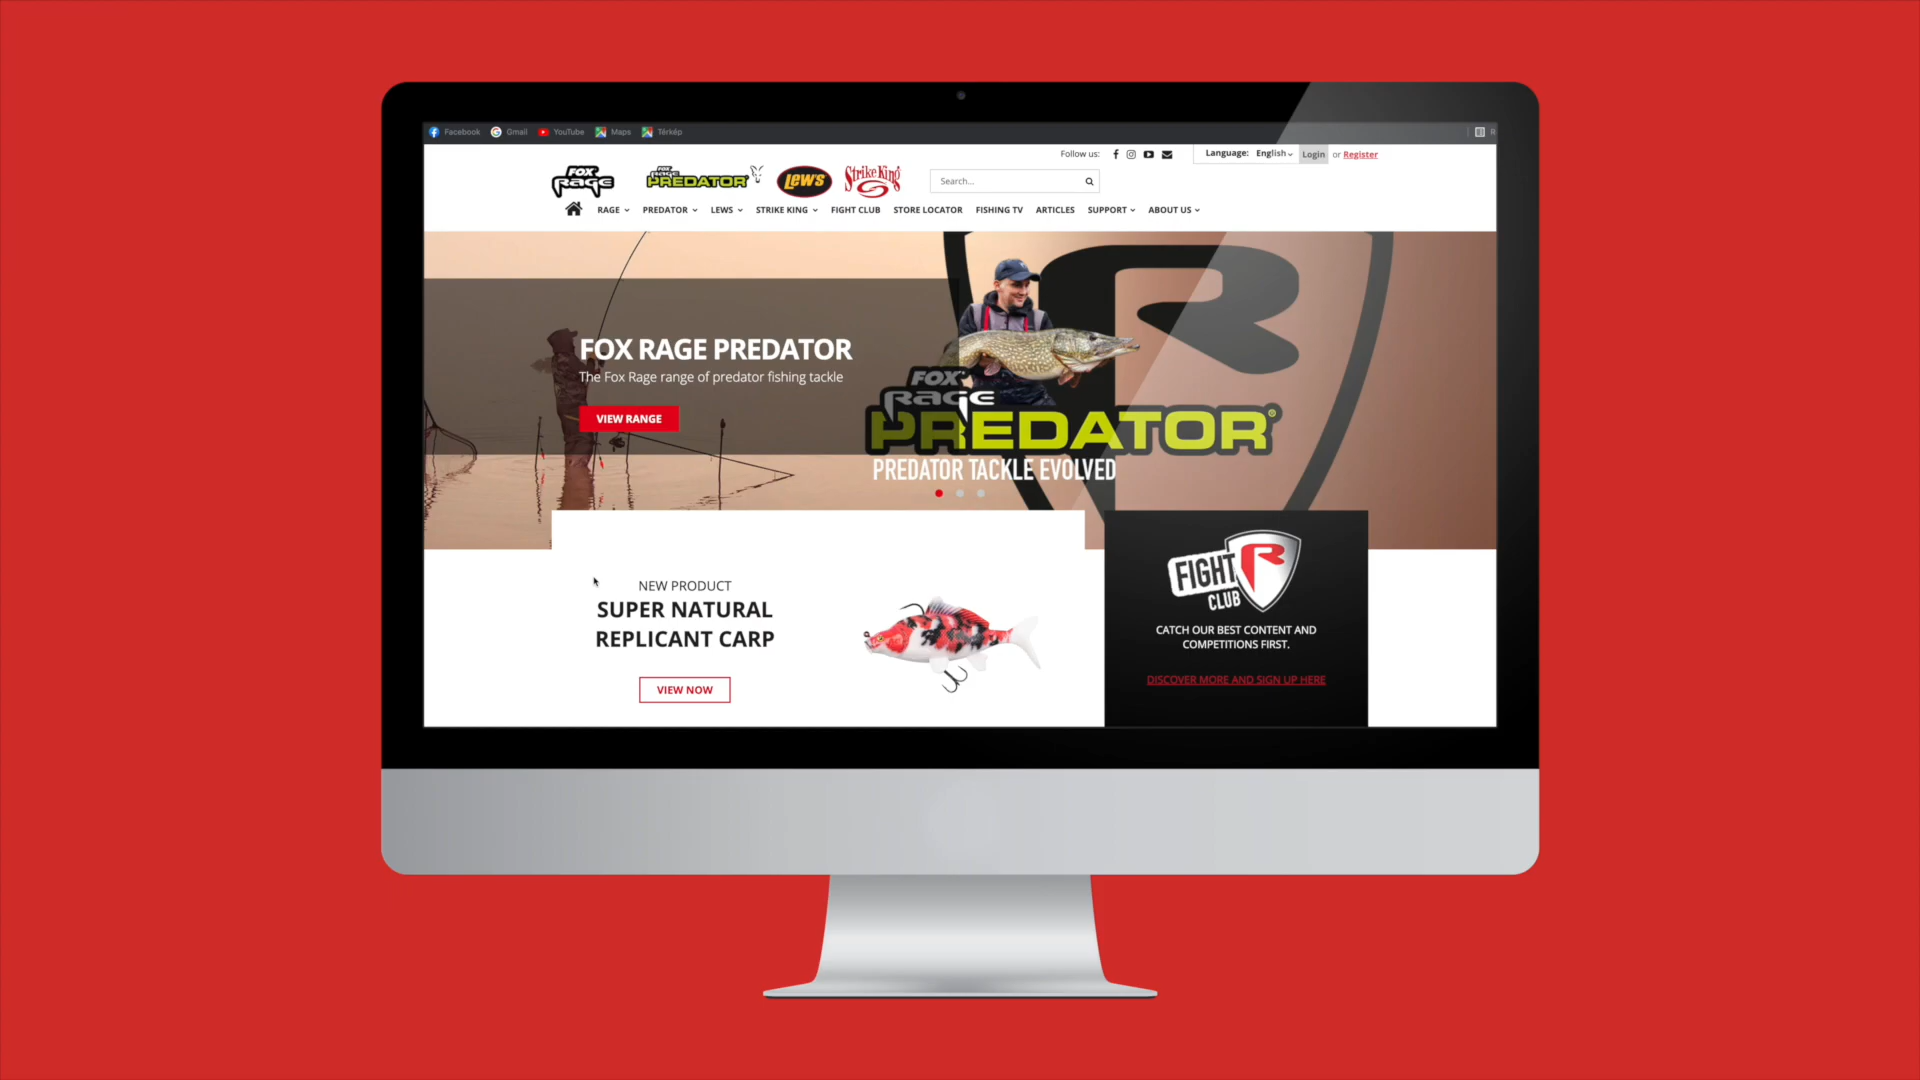 Facebook Gmail YouTube Maps Térkép R
Follow us: Language: English Login or Register
FOX RAGE
FOX RAGE PREDATOR
LEW'S
Strike King
Search...
RAGE PREDATOR LEWS STRIKE KING FIGHT CLUB STORE LOCATOR FISHING TV ARTICLES SUPPORT ABOUT US
FOX RAGE PREDATOR
The Fox Rage range of predator fishing tackle
VIEW RANGE
R
FOX
RAGE
PREDATOR®
PREDATOR TACKLE EVOLVED
NEW PRODUCT
SUPER NATURAL
REPLICANT CARP
VIEW NOW
FIGHT R
CLUB
CATCH OUR BEST CONTENT AND
COMPETITIONS FIRST.
DISCOVER MORE AND SIGN UP HERE